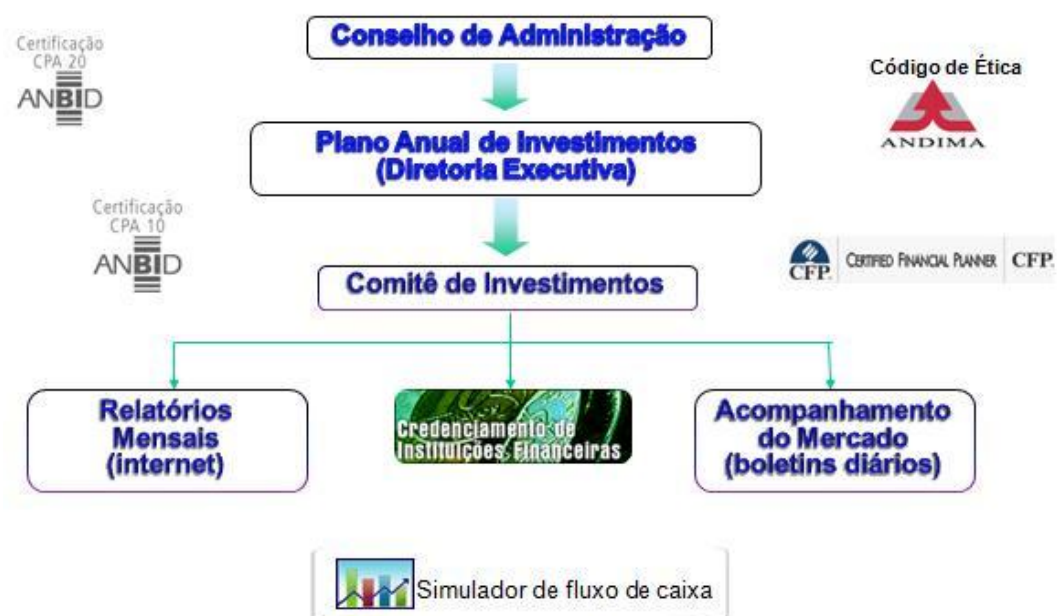 Certificação
CPA 20
ANBID
Conselho de Administração
Código de Ética
ANDIMA
Plano Anual de Investimentos
(Diretoria Executiva)
Certificação
CPA 10
ANBID
CFP® CERTIFIED FINANCIAL PLANNER CFP®
Comitê de Investimentos
Relatórios
Mensais
(internet)
Credenciamento de
Instituições Financeiras
Acompanhamento
do Mercado
(boletins diários)
Simulador de fluxo de caixa